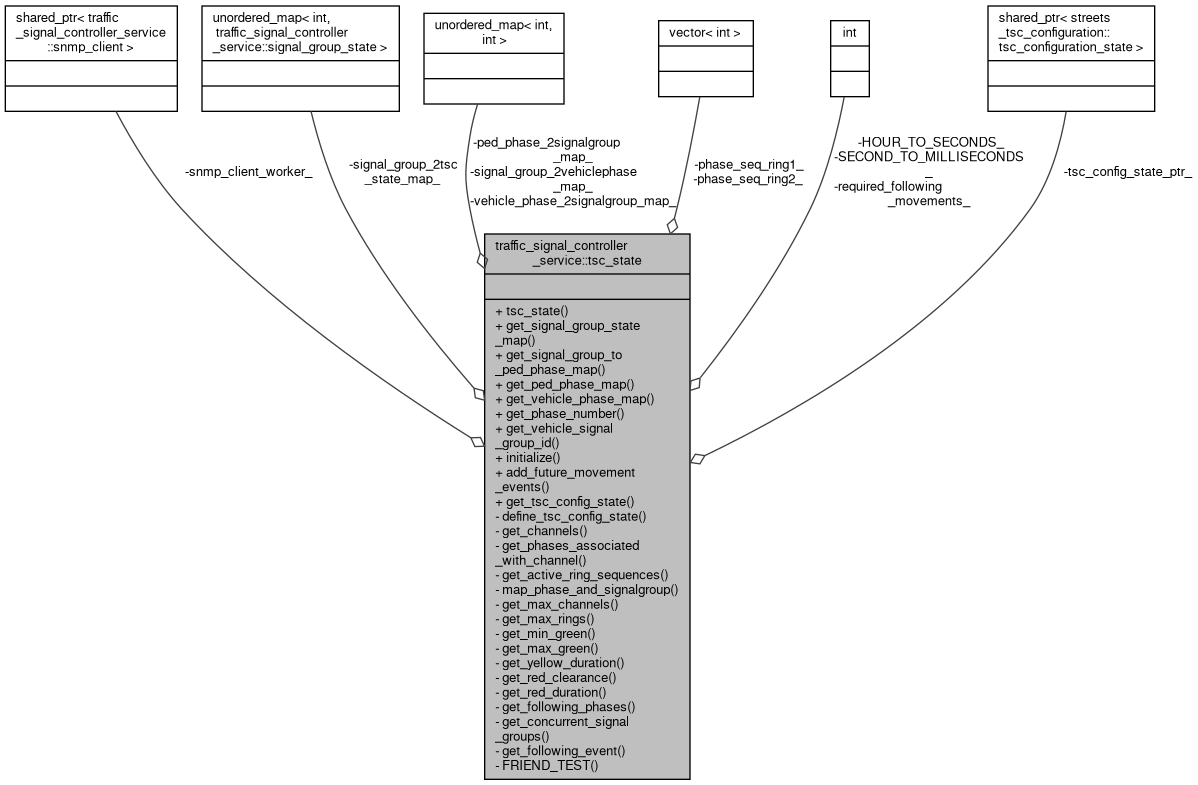 shared_ptr< traffic
_signal_controller_service
::snmp_client >
unordered_map< int,
traffic_signal_controller
_service::signal_group_state >
unordered_map< int,
int >
vector< int >
int
shared_ptr< streets
_tsc_configuration::
tsc_configuration_state >
-snmp_client_worker_
-signal_group_2tsc
_state_map_
-ped_phase_2signalgroup
_map_
-signal_group_2vehiclephase
_map_
-vehicle_phase_2signalgroup_map_
-phase_seq_ring1_
-phase_seq_ring2_
-HOUR_TO_SECONDS_
-SECOND_TO_MILLISECONDS
_
-required_following
_movements_
-tsc_config_state_ptr_
traffic_signal_controller
_service::tsc_state
+ tsc_state()
+ get_signal_group_state
_map()
+ get_signal_group_to
_ped_phase_map()
+ get_ped_phase_map()
+ get_vehicle_phase_map()
+ get_phase_number()
+ get_vehicle_signal
_group_id()
+ initialize()
+ add_future_movement
_events()
+ get_tsc_config_state()
- define_tsc_config_state()
- get_channels()
- get_phases_associated
_with_channel()
- get_active_ring_sequences()
- map_phase_and_signalgroup()
- get_max_channels()
- get_max_rings()
- get_min_green()
- get_max_green()
- get_yellow_duration()
- get_red_clearance()
- get_red_duration()
- get_following_phases()
- get_concurrent_signal
_groups()
- get_following_event()
- FRIEND_TEST()